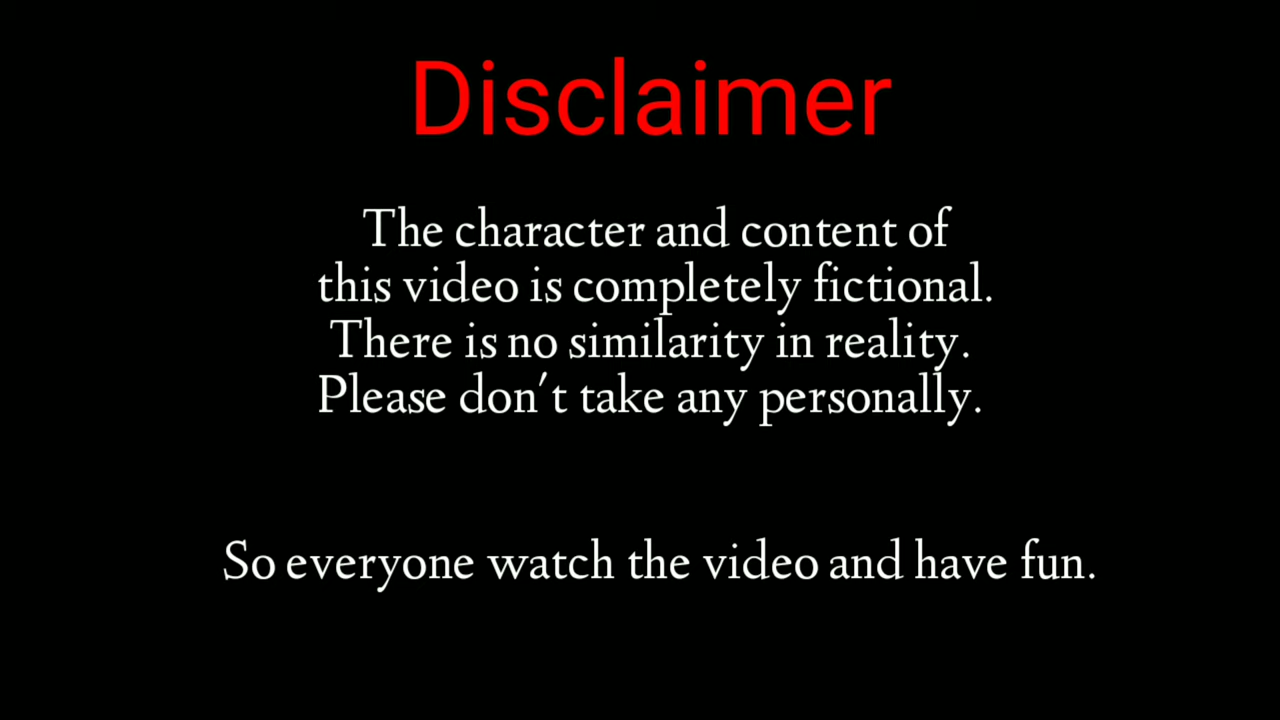 Disclaimer
The character and content of
this video is completely fictional.
There is no similarity in reality.
Please don't take any personally.
So everyone watch the video and have fun.